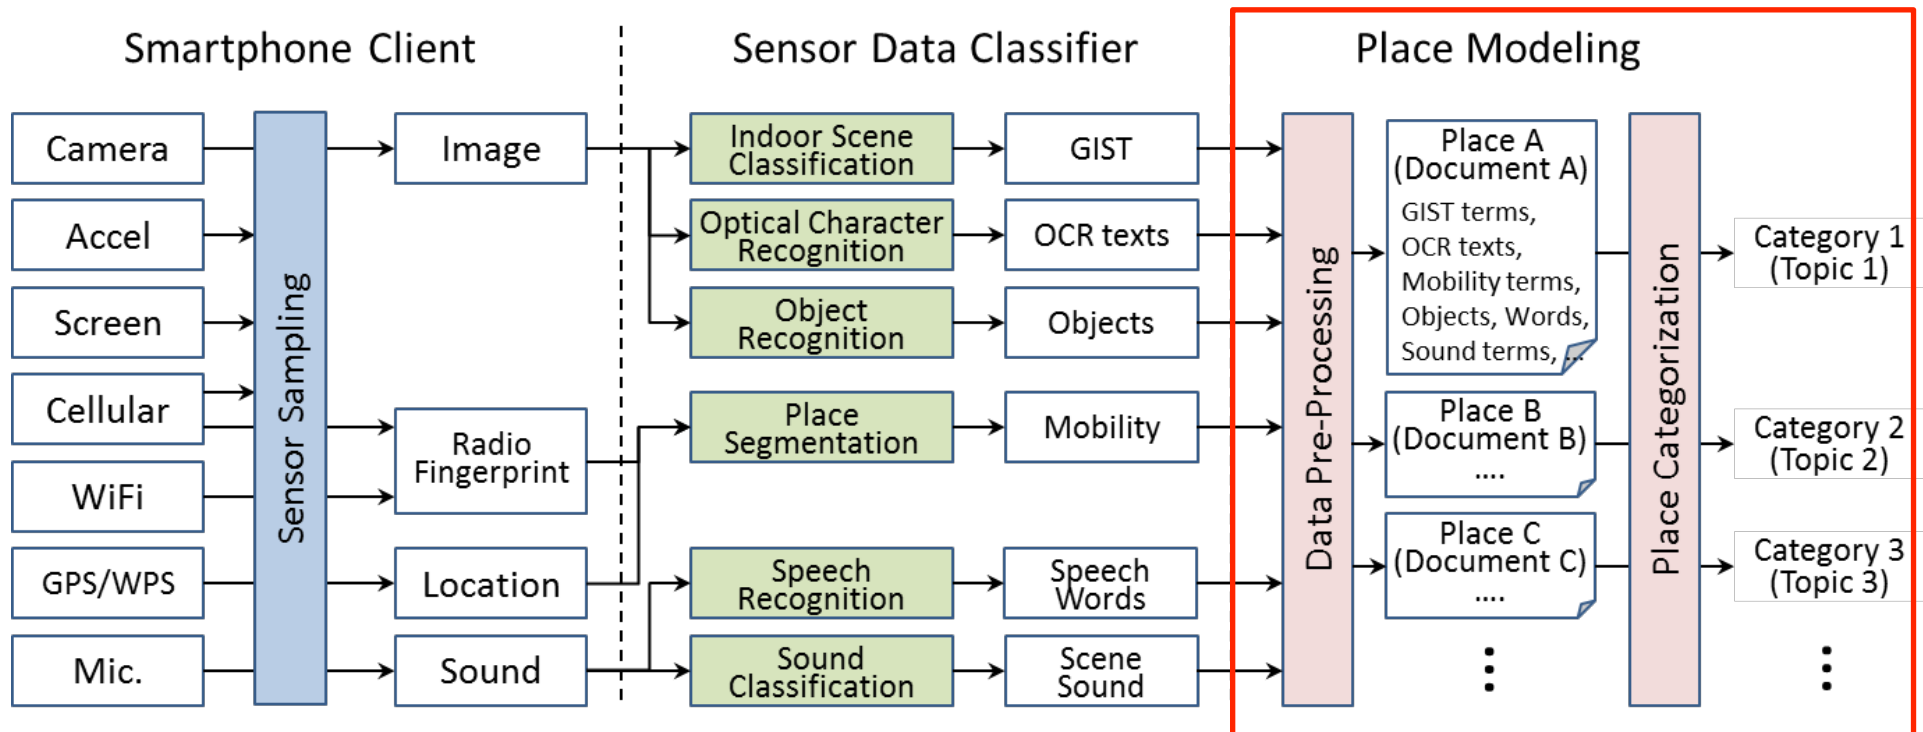 Smartphone Client
Sensor Data Classifier
Place Modeling
Camera
Accel
Screen
Cellular
WiFi
GPS/WPS
Mic.
Sensor Sampling
Image
Radio
Fingerprint
Location
Sound
Indoor Scene
Classification
Optical Character
Recognition
Object
Recognition
Place
Segmentation
Speech
Recognition
Sound
Classification
GIST
OCR texts
Objects
Mobility
Speech
Words
Scene
Sound
Data Pre-Processing
Place A
(Document A)
GIST terms,
OCR texts,
Mobility terms,
Objects, Words,
Sound terms, ...
Place B
(Document B)
....
Place C
(Document C)
....
Place Categorization
Category 1
(Topic 1)
Category 2
(Topic 2)
Category 3
(Topic 3)